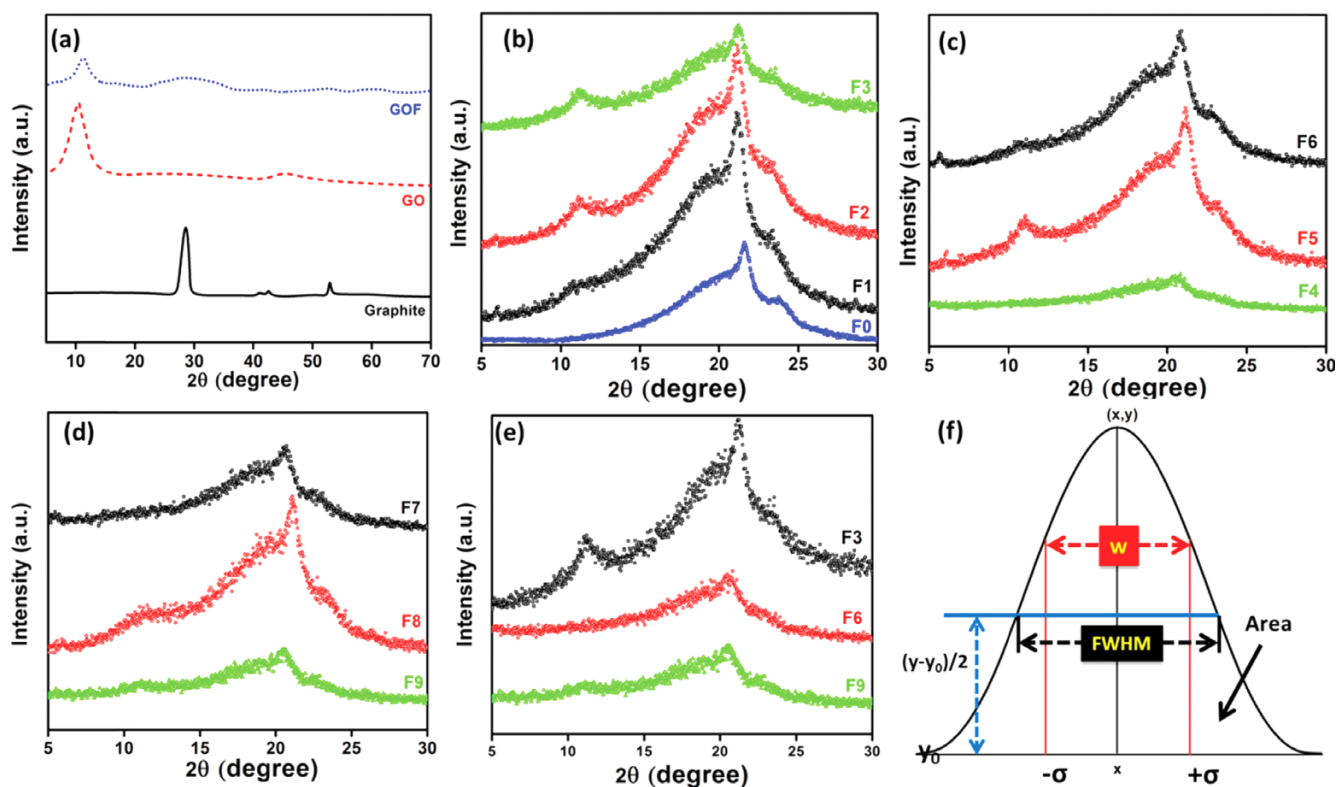 (a)
Intensity (a.u.)
GOF
GO
Graphite
10 20 30 40 50 60 70
2θ (degree)
(b)
Intensity (a.u.)
F3
F2
F1
F0
5 10 15 20 25 30
2θ (degree)
(c)
Intensity (a.u.)
F6
F5
F4
5 10 15 20 25 30
2θ (degree)
(d)
Intensity (a.u.)
F7
F8
F9
5 10 15 20 25 30
2θ (degree)
(e)
Intensity (a.u.)
F3
F6
F9
5 10 15 20 25 30
2θ (degree)
(f)
(x,y)
w
Area
FWHM
(y-y₀)/2
y₀
-σ x +σ